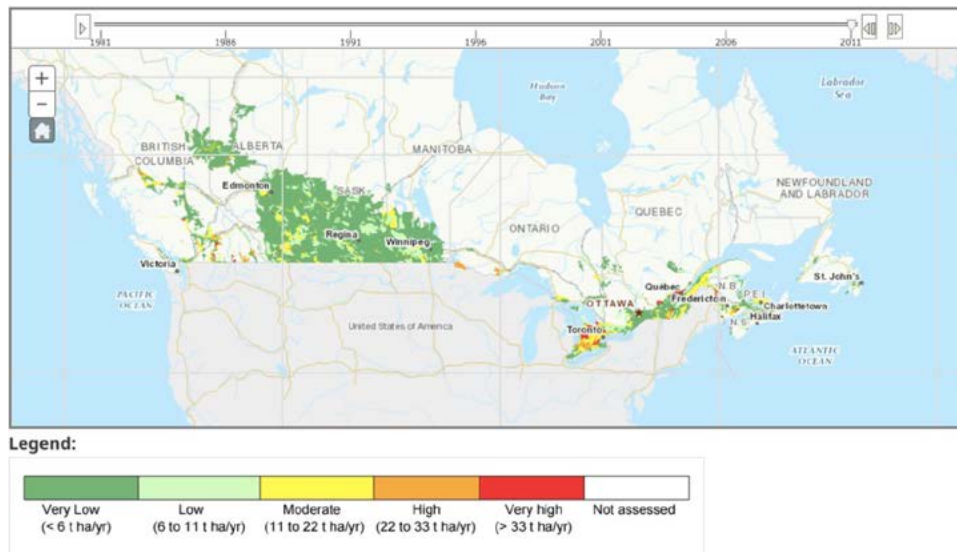 1981 1986 1991 1996 2001 2006 2011
+
−
Hudson
Bay
Labrador
Sea
BRITISH
COLUMBIA
ALBERTA
MANITOBA
Edmonton
SASK
NEWFOUNDLAND
AND LABRADOR
ONTARIO
QUEBEC
Regina
Winnipeg
Victoria
St. John's
Québec
N.B.
P.E.I.
OTTAWA
Fredericton
Charlottetown
Halifax
N.S.
PACIFIC
OCEAN
United States of America
Toronto
ATLANTIC
OCEAN
Legend:
Very Low Low Moderate High Very high Not assessed
(< 6 t ha/yr) (6 to 11 t ha/yr) (11 to 22 t ha/yr) (22 to 33 t ha/yr) (> 33 t ha/yr)